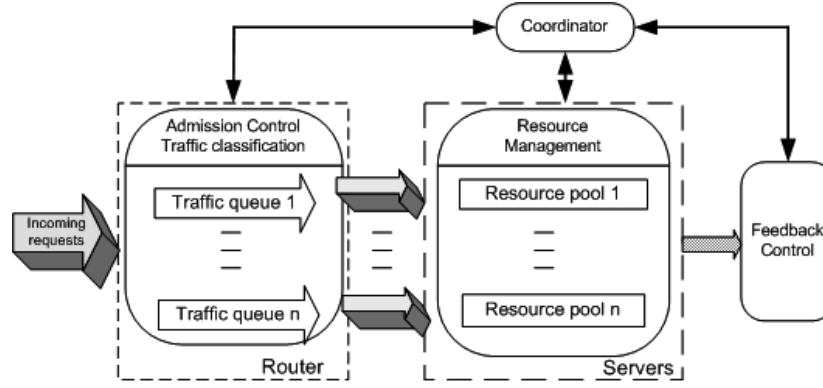 Coordinator
Admission Control
Traffic classification
Resource
Management
Incoming
requests
Traffic queue 1
Resource pool 1
Feedback
Control
Traffic queue n
Resource pool n
Router
Servers